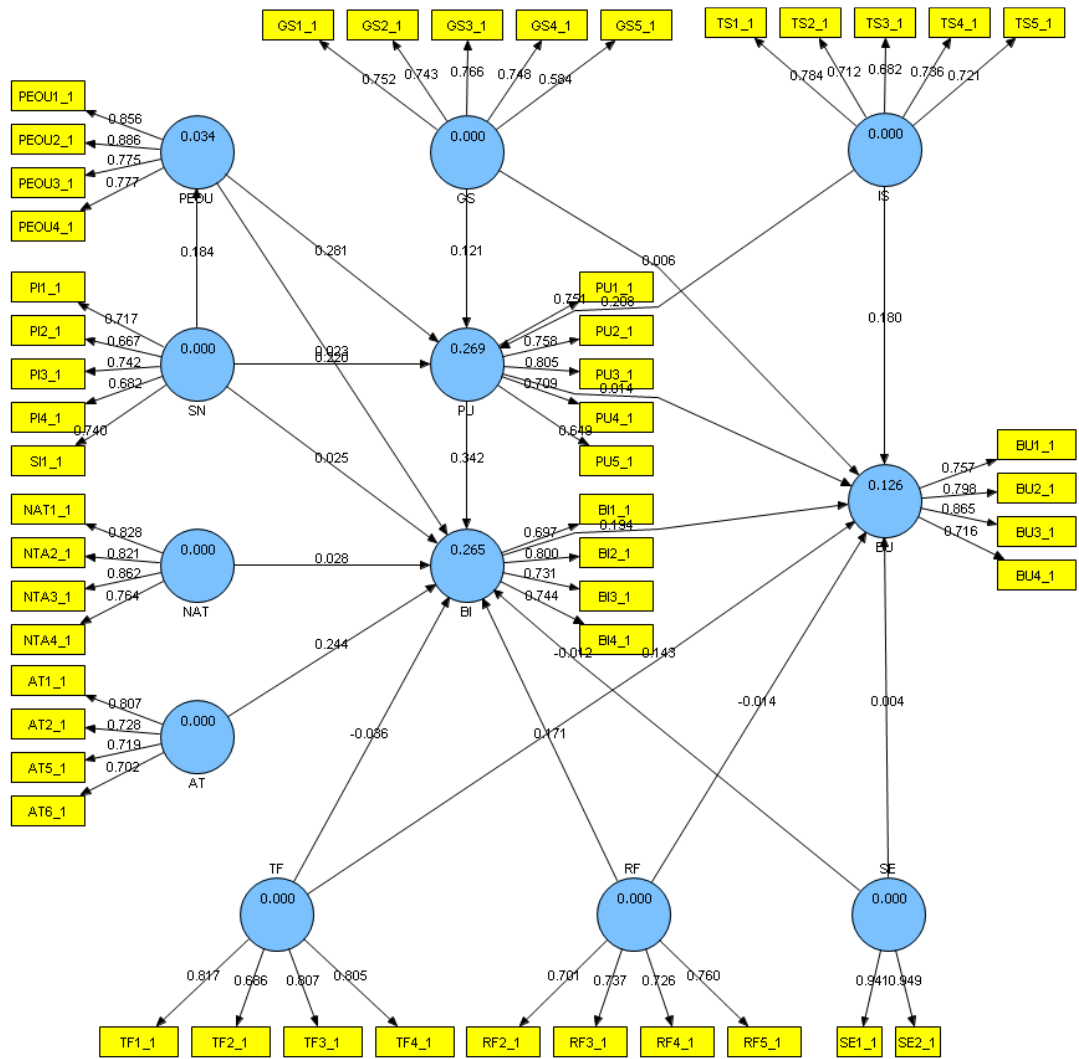 GS1_1 GS2_1 GS3_1 GS4_1 GS5_1
TS1_1 TS2_1 TS3_1 TS4_1 TS5_1
0.752 0.743 0.766 0.748 0.584
0.784 0.712 0.682 0.736 0.721
PEOU1_1
PEOU2_1
PEOU3_1
PEOU4_1
0.856
0.886
0.775
0.777
0.034
PEOU
0.000
GS
0.000
IS
0.184
0.281
0.121
0.006
0.208
0.180
PI1_1
PI2_1
PI3_1
PI4_1
SI1_1
0.717
0.667
0.742
0.682
0.740
0.000
SN
0.023
0.220
0.025
0.269
PU
0.751
0.758
0.805
0.709
0.649
PU1_1
PU2_1
PU3_1
PU4_1
PU5_1
0.014
0.342
NAT1_1
NTA2_1
NTA3_1
NTA4_1
0.828
0.821
0.862
0.764
0.000
NAT
0.028
0.265
BI
0.697
0.800
0.731
0.744
BI1_1
BI2_1
BI3_1
BI4_1
0.194
0.126
BU
0.757
0.798
0.865
0.716
BU1_1
BU2_1
BU3_1
BU4_1
AT1_1
AT2_1
AT5_1
AT6_1
0.807
0.728
0.719
0.702
0.000
AT
0.244
-0.036
-0.012
0.143
0.171
-0.014
0.004
TF
0.000
RF
0.000
SE
0.000
0.817 0.686 0.807 0.805
0.701 0.737 0.726 0.760
0.941 0.949
TF1_1 TF2_1 TF3_1 TF4_1
RF2_1 RF3_1 RF4_1 RF5_1
SE1_1 SE2_1